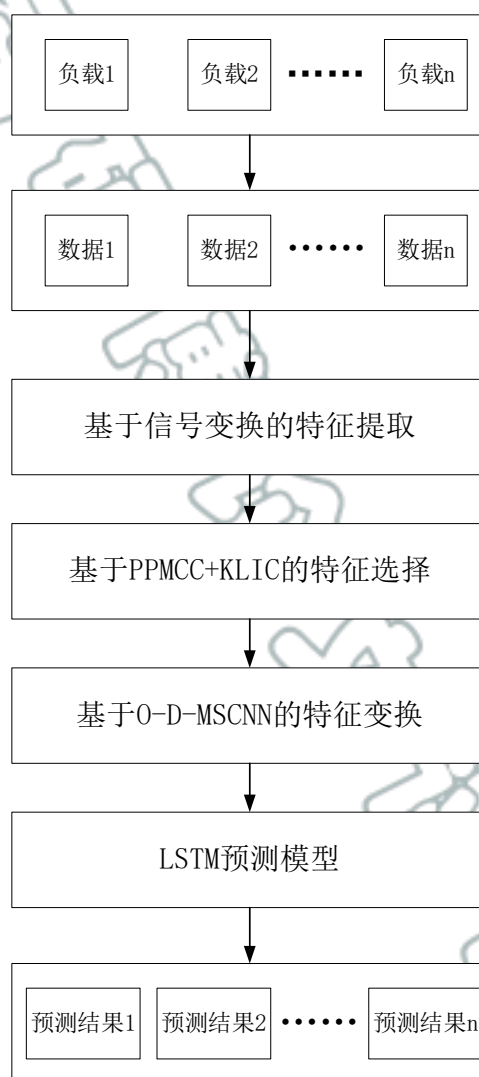 负载1 负载2 ······ 负载n
数据1 数据2 ······ 数据n
基于信号变换的特征提取
基于PPMCC+KLIC的特征选择
基于O-D-MSCNN的特征变换
LSTM预测模型
预测结果1 预测结果2 ······ 预测结果n